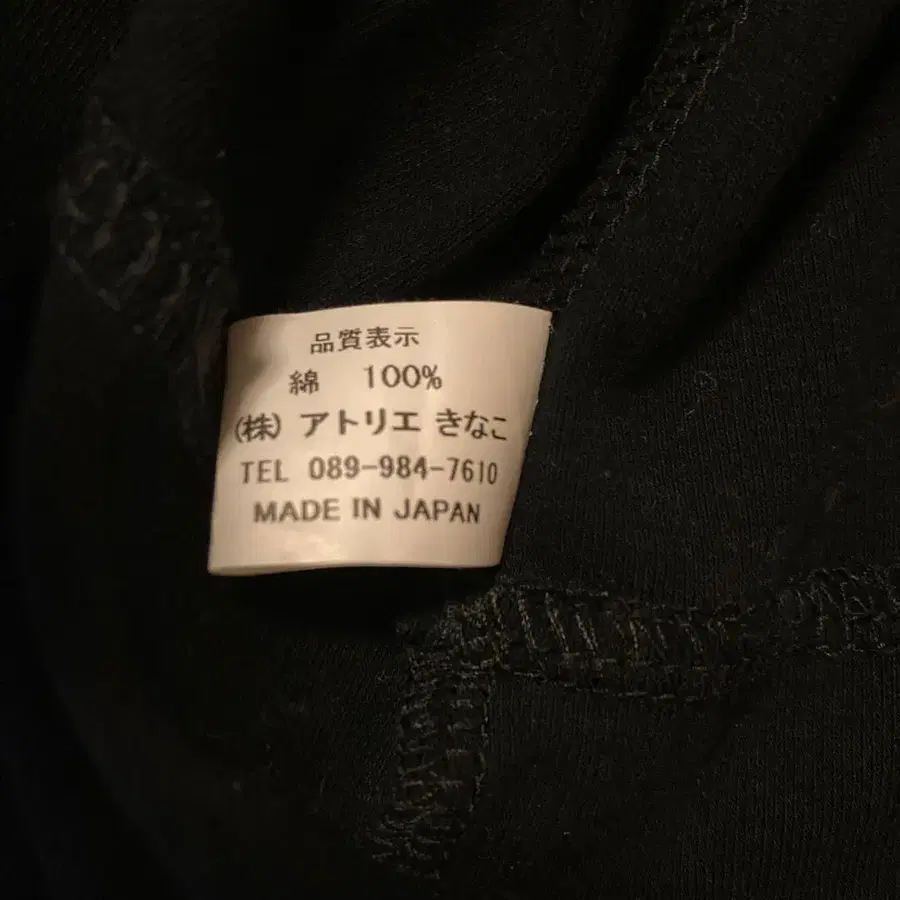 品質表示
綿 100%
(株) アトリエ きなこ
TEL 089-984-7610
MADE IN JAPAN